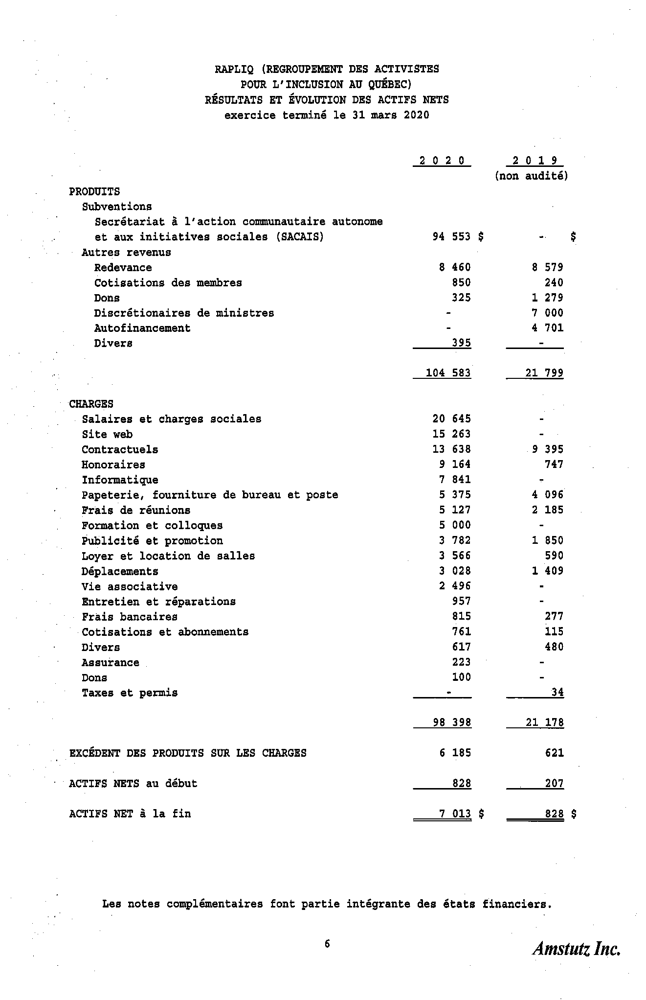 RAPLIQ (REGROUPEMENT DES ACTIVISTES
POUR L'INCLUSION AU QUÉBEC)
RÉSULTATS ET ÉVOLUTION DES ACTIFS NETS
exercice terminé le 31 mars 2020
2 0 2 0 2 0 1 9
(non audité)
PRODUITS
Subventions
Secrétariat à l'action communautaire autonome
et aux initiatives sociales (SACAIS) 94 553 $ - $
Autres revenus
Redevance 8 460 8 579
Cotisations des membres 850 240
Dons 325 1 279
Discrétionaires de ministres - 7 000
Autofinancement - 4 701
Divers 395 -
104 583 21 799
CHARGES
Salaires et charges sociales 20 645 -
Site web 15 263 -
Contractuels 13 638 9 395
Honoraires 9 164 747
Informatique 7 841 -
Papeterie, fourniture de bureau et poste 5 375 4 096
Frais de réunions 5 127 2 185
Formation et colloques 5 000 -
Publicité et promotion 3 782 1 850
Loyer et location de salles 3 566 590
Déplacements 3 028 1 409
Vie associative 2 496 -
Entretien et réparations 957 -
Frais bancaires 815 277
Cotisations et abonnements 761 115
Divers 617 480
Assurance 223 -
Dons 100 -
Taxes et permis - 34
98 398 21 178
EXCÉDENT DES PRODUITS SUR LES CHARGES 6 185 621
ACTIFS NETS au début 828 207
ACTIFS NET à la fin 7 013 $ 828 $
Les notes complémentaires font partie intégrante des états financiers.
6
Amstutz Inc.